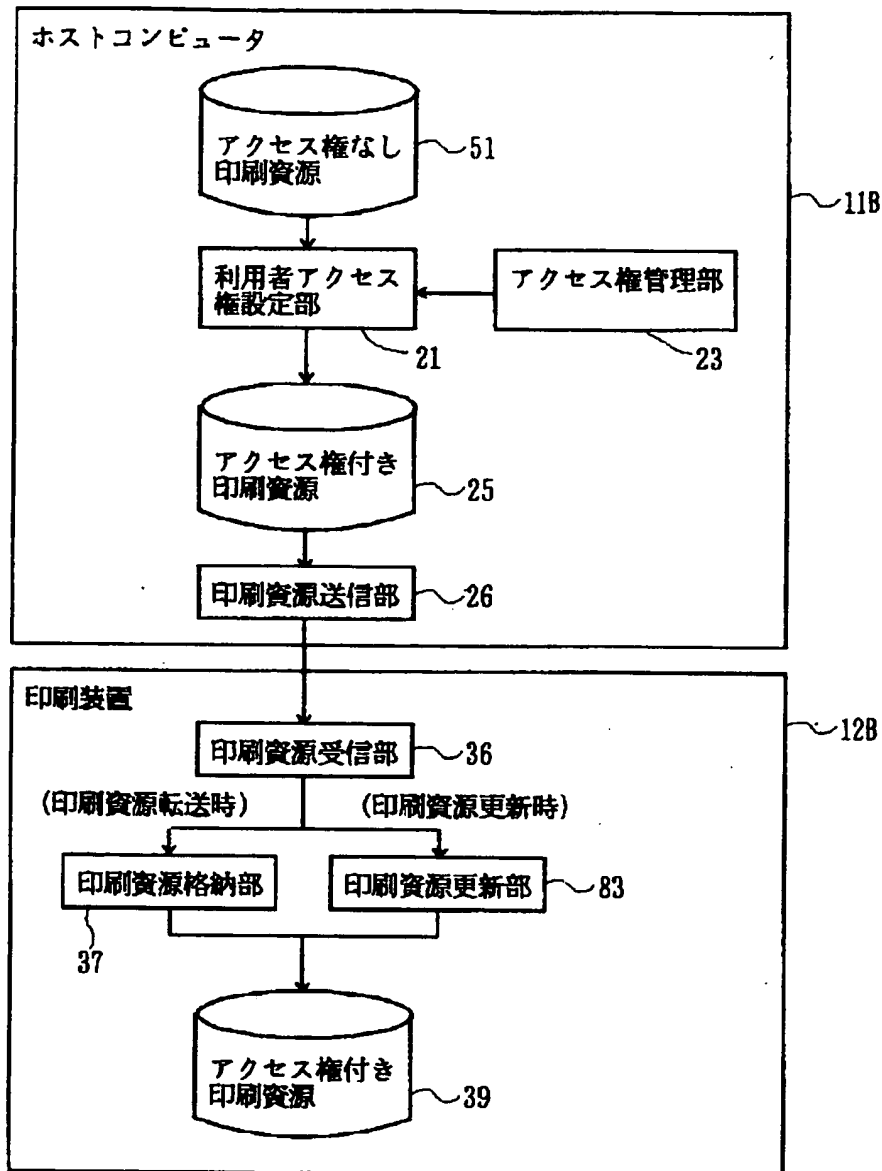 ホストコンピュータ
アクセス権なし
印刷資源
51
11B
利用者アクセス
権設定部
アクセス権管理部
21
23
アクセス権付き
印刷資源
25
印刷資源送信部
26
印刷装置
12B
印刷資源受信部
36
(印刷資源転送時)
(印刷資源更新時)
印刷資源格納部
印刷資源更新部
83
37
アクセス権付き
印刷資源
39